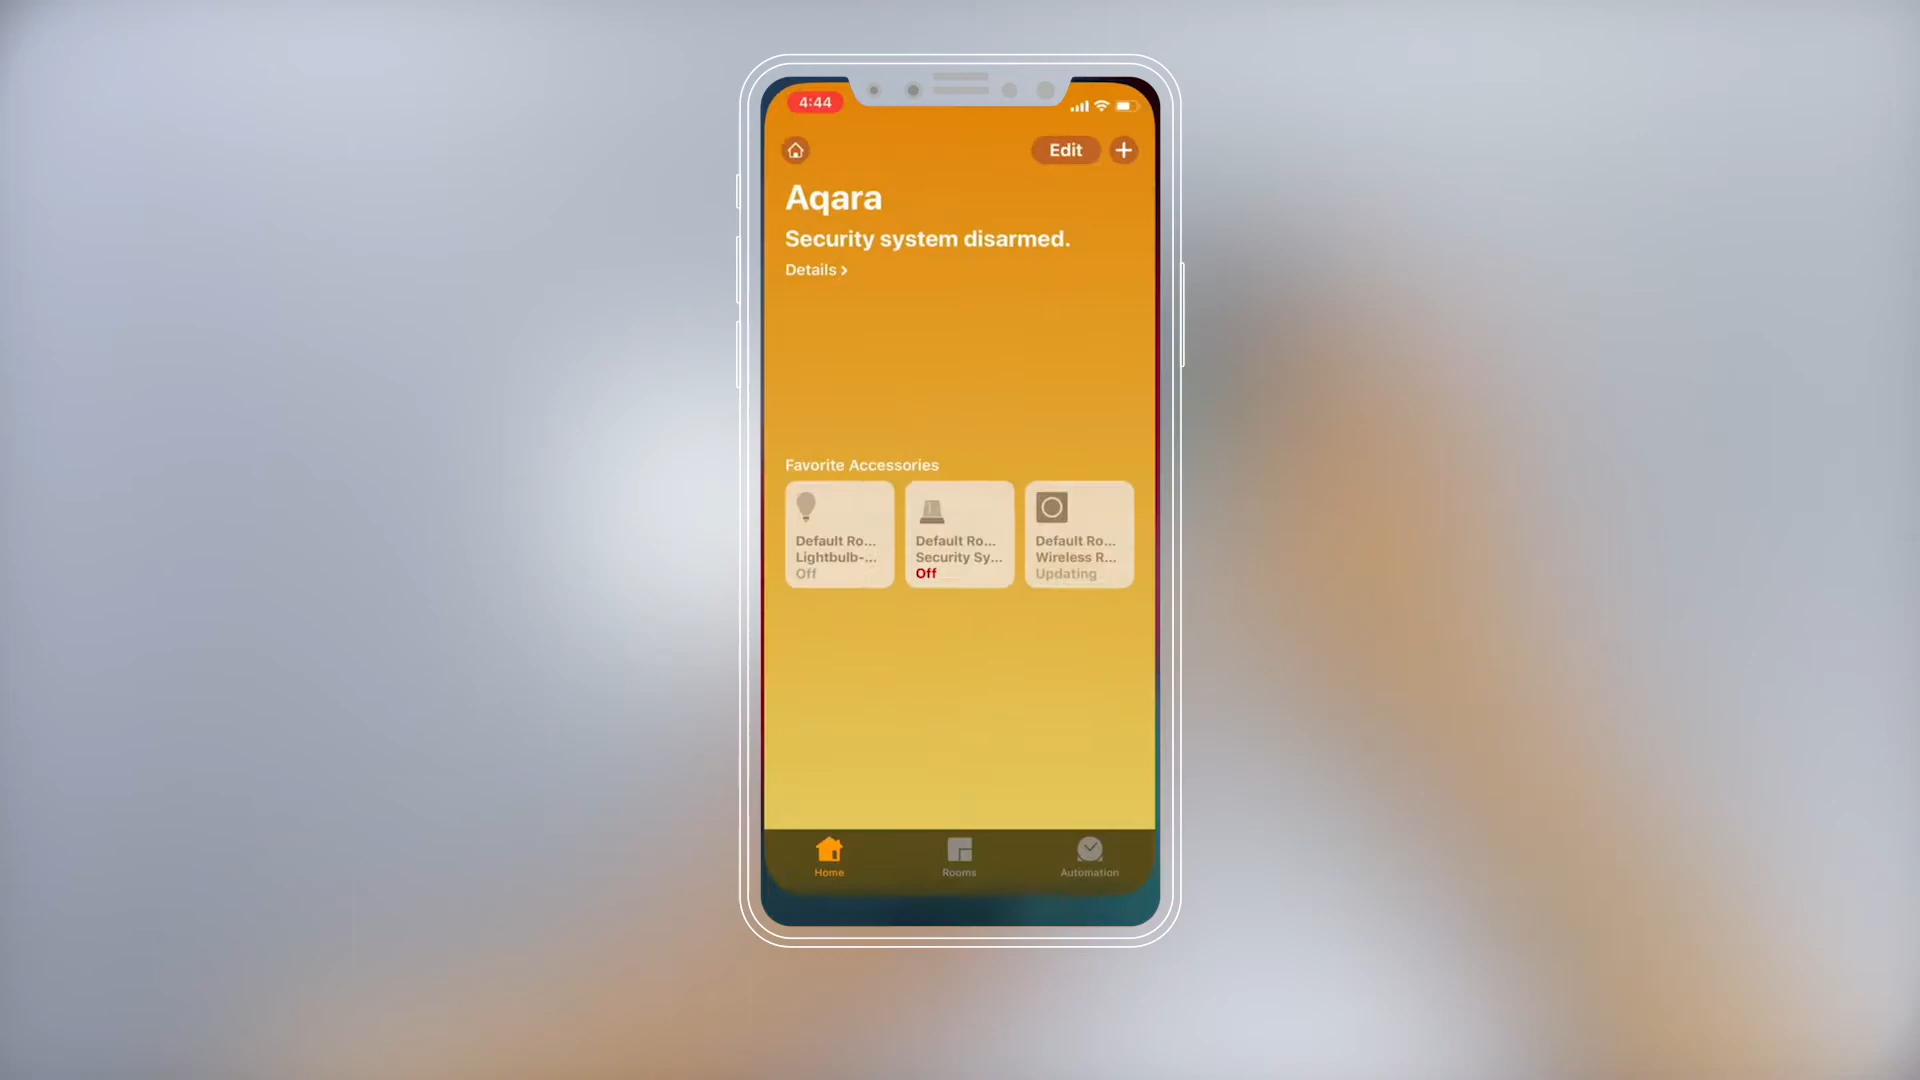 4:44
Edit
Aqara
Security system disarmed.
Details >
Favorite Accessories
Default Ro...
Lightbulb-...
Off
Default Ro...
Security Sy...
Off
Default Ro...
Wireless R...
Updating
Home
Rooms
Automation